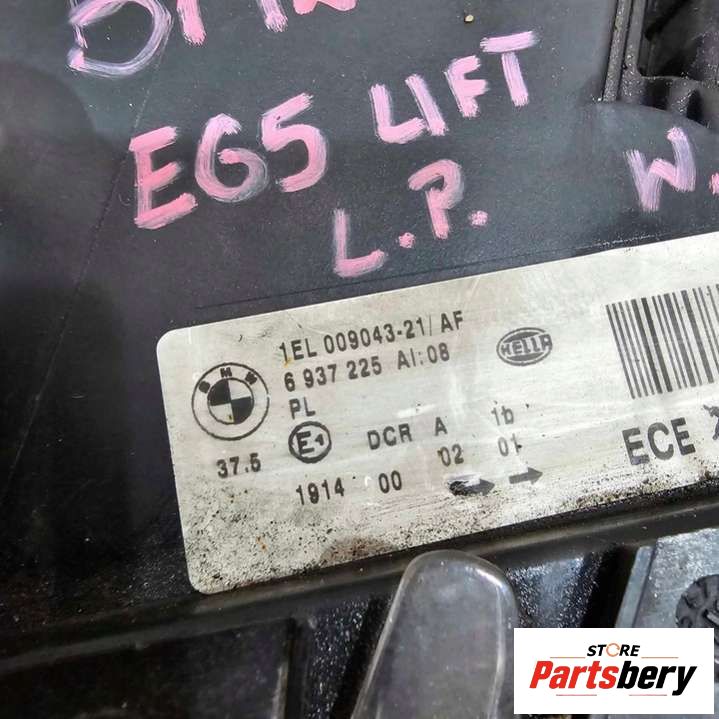 E65 LIFT
L.P. W.
1EL 009043-21/AF
6 937 225 AI:08
HELLA
BMW
PL
37.5 E1 DCR A 1b
02 01
1914 00
ECE
STORE
Partsbery